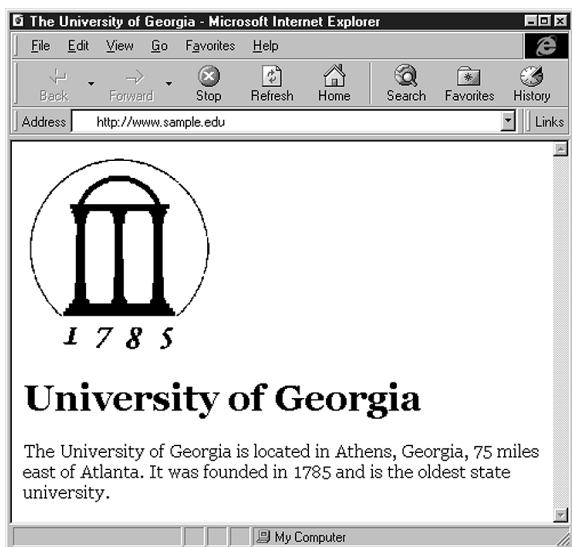 The University of Georgia - Microsoft Internet Explorer
File Edit View Go Favorites Help
Back Forward Stop Refresh Home Search Favorites History
Address http://www.sample.edu Links
1785
University of Georgia
The University of Georgia is located in Athens, Georgia, 75 miles
east of Atlanta. It was founded in 1785 and is the oldest state
university.
My Computer